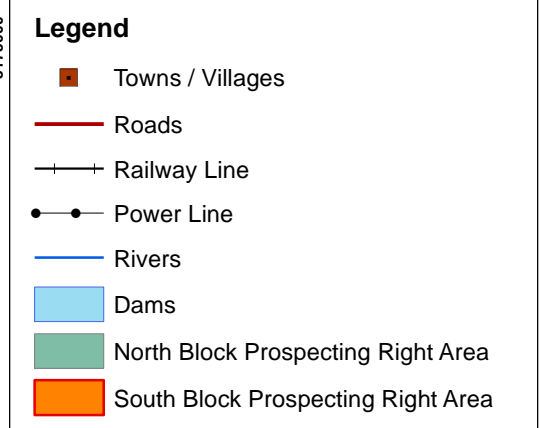 Legend
Towns / Villages
Roads
Railway Line
Power Line
Rivers
Dams
North Block Prospecting Right Area
South Block Prospecting Right Area